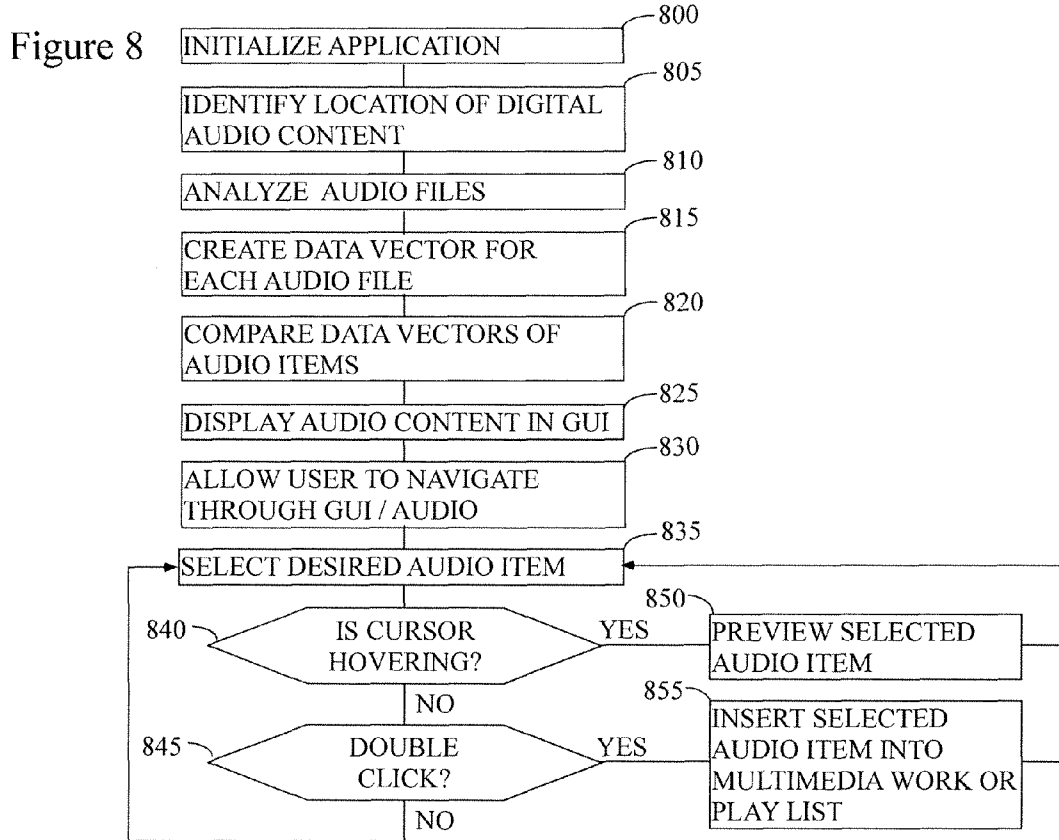 Figure 8
800
INITIALIZE APPLICATION
805
IDENTIFY LOCATION OF DIGITAL
AUDIO CONTENT
810
ANALYZE AUDIO FILES
815
CREATE DATA VECTOR FOR
EACH AUDIO FILE
820
COMPARE DATA VECTORS OF
AUDIO ITEMS
825
DISPLAY AUDIO CONTENT IN GUI
830
ALLOW USER TO NAVIGATE
THROUGH GUI / AUDIO
835
SELECT DESIRED AUDIO ITEM
840
IS CURSOR
HOVERING?
YES
850
PREVIEW SELECTED
AUDIO ITEM
NO
845
DOUBLE
CLICK?
YES
855
INSERT SELECTED
AUDIO ITEM INTO
MULTIMEDIA WORK OR
PLAY LIST
NO